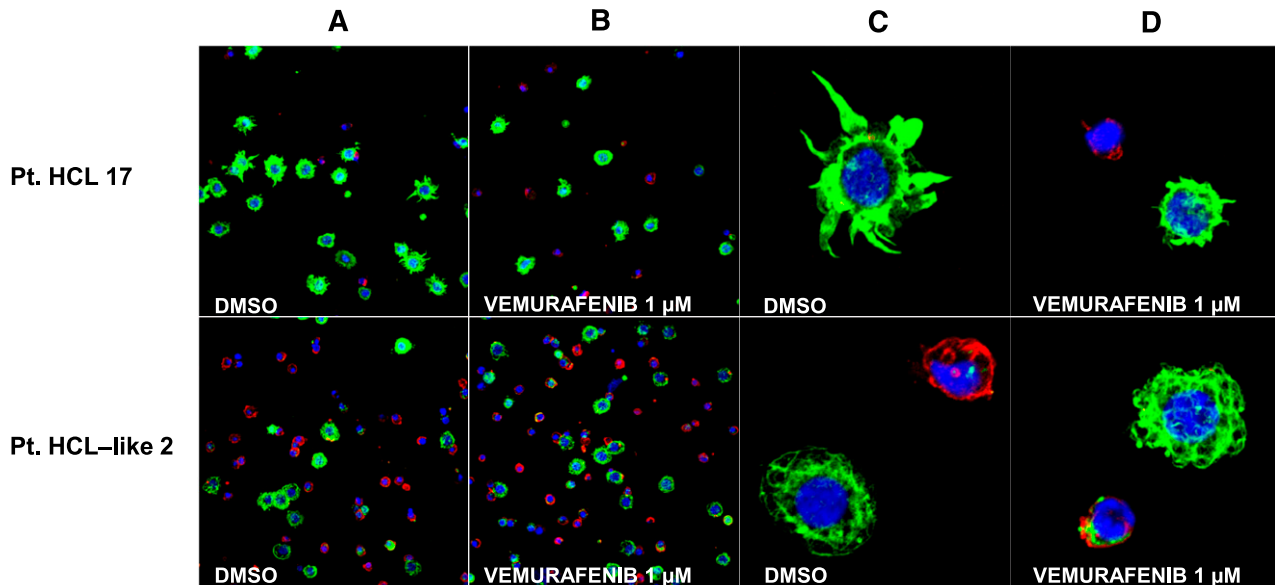 A B C D
Pt. HCL 17
DMSO VEMURAFENIB 1 µM DMSO VEMURAFENIB 1 µM
Pt. HCL–like 2
DMSO VEMURAFENIB 1 µM DMSO VEMURAFENIB 1 µM